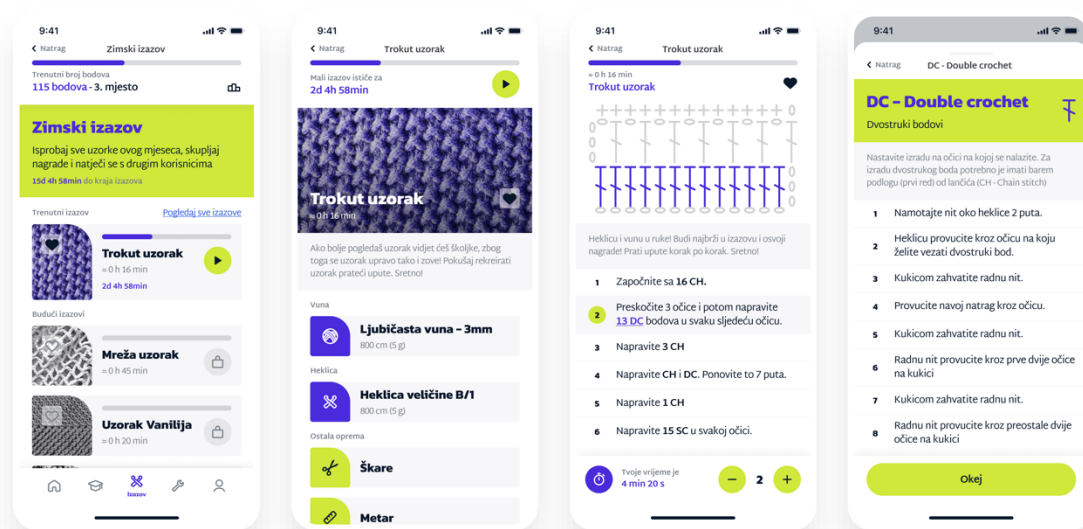 9:41
Natrag
Zimski izazov
Trenutni broj bodova
115 bodova - 3. mjesto
Zimski izazov
Isprobaj sve uzorke ovog mjeseca, skupljaj
nagrade i natječi se s drugim korisnicima
15d 4h 58min do kraja izazova
Trenutni izazov
Pogledaj sve izazove
Trokut uzorak
≈ 0 h 16 min
2d 4h 58min
Budući izazovi
Mreža uzorak
≈ 0 h 45 min
Uzorak Vanilija
≈ 0 h 20 min
Izazov
9:41
Natrag
Trokut uzorak
Mali izazov ističe za
2d 4h 58min
Trokut uzorak
≈ 0 h 16 min
Ako bolje pogledaš uzorak vidjet ćeš školjke, zbog
toga se uzorak upravo tako i zove! Pokušaj rekreirati
uzorak prateći upute. Sretno!
Vuna
Ljubičasta vuna – 3mm
800 cm (5 g)
Heklica
Heklica veličine B/1
800 cm (5 g)
Ostala oprema
Škare
Metar
9:41
Natrag
Trokut uzorak
≈ 0 h 16 min
Trokut uzorak
Heklicu i vunu u ruke! Budi najbrži u izazovu i osvoji
nagrade! Prati upute korak po korak. Sretno!
1 Započnite sa 16 CH.
2 Preskočite 3 očice i potom napravite
13 DC bodova u svaku sljedeću očicu.
3 Napravite 3 CH
4 Napravite CH i DC. Ponovite to 7 puta.
5 Napravite 1 CH
6 Napravite 15 SC u svakoj očici.
Tvoje vrijeme je
4 min 20 s
− 2 +
9:41
Natrag
DC - Double crochet
DC – Double crochet
Dvostruki bodovi
Nastavite izradu na očici na kojoj se nalazite. Za
izradu dvostrukog boda potrebno je imati barem
podlogu (prvi red) od lančića (CH - Chain stitch)
1 Namotajte nit oko heklice 2 puta.
2 Heklicu provucite kroz očicu na koju
želite vezati dvostruki bod.
3 Kukicom zahvatite radnu nit.
4 Provucite navoj natrag kroz očicu.
5 Kukicom zahvatite radnu nit.
6 Radnu nit provucite kroz prve dvije očice
na kukici
7 Kukicom zahvatite radnu nit.
8 Radnu nit provucite kroz preostale dvije
očice na kukici
Okej